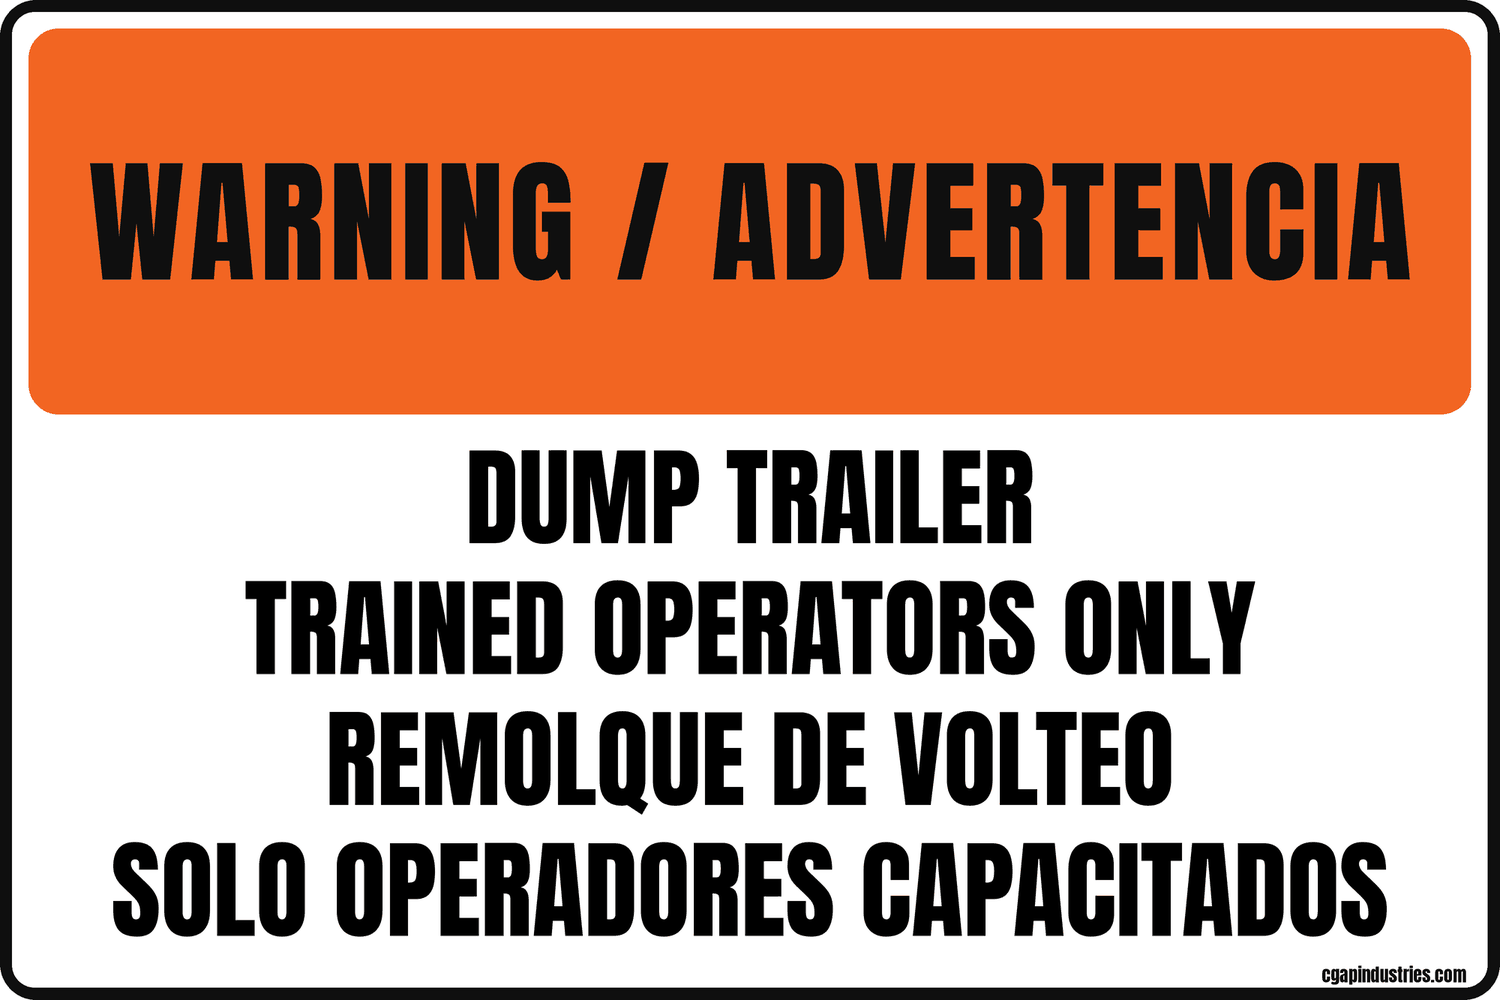 WARNING / ADVERTENCIA
DUMP TRAILER
TRAINED OPERATORS ONLY
REMOLQUE DE VOLTEO
SOLO OPERADORES CAPACITADOS
cgapindustries.com